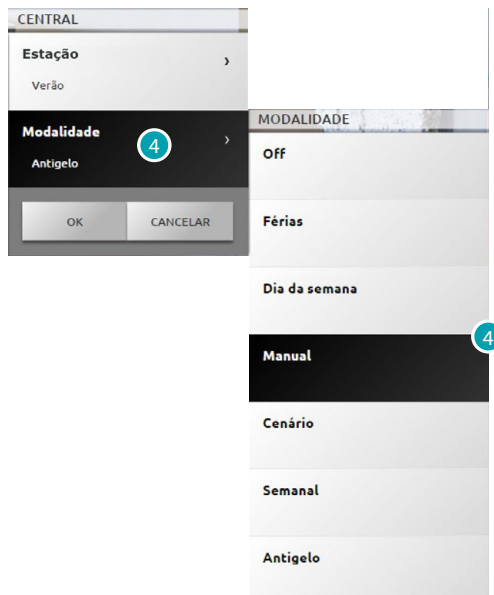 CENTRAL
Estação
›
Verão
Modalidade
›
4
Antigelo
OK
CANCELAR
MODALIDADE
Off
Férias
Dia da semana
4
Manual
Cenário
Semanal
Antigelo